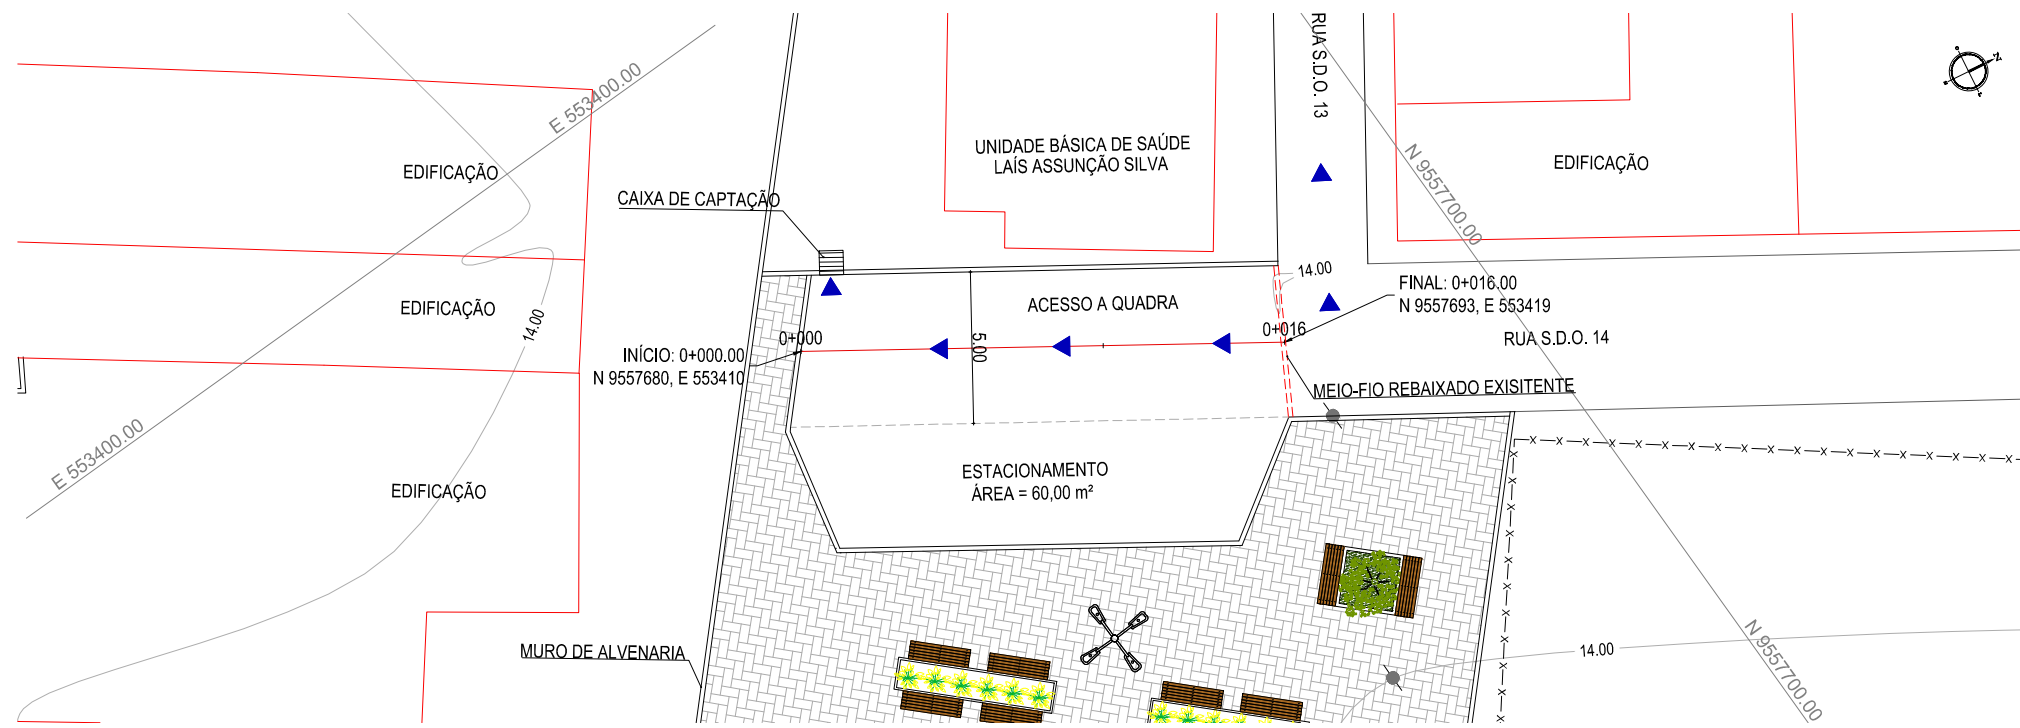 RUA S.D.O. 13
E 553400.00
N
UNIDADE BÁSICA DE SAÚDE
LAÍS ASSUNÇÃO SILVA
EDIFICAÇÃO
EDIFICAÇÃO
N 9557700.00
CAIXA DE CAPTAÇÃO
14.00
FINAL: 0+016.00
N 9557693, E 553419
ACESSO A QUADRA
EDIFICAÇÃO
14.00
0+000
0+016
RUA S.D.O. 14
5.00
INÍCIO: 0+000.00
N 9557680, E 553410
MEIO-FIO REBAIXADO EXISITENTE
E 553400.00
EDIFICAÇÃO
ESTACIONAMENTO
ÁREA = 60,00 m²
MURO DE ALVENARIA
14.00
N 9557700.00